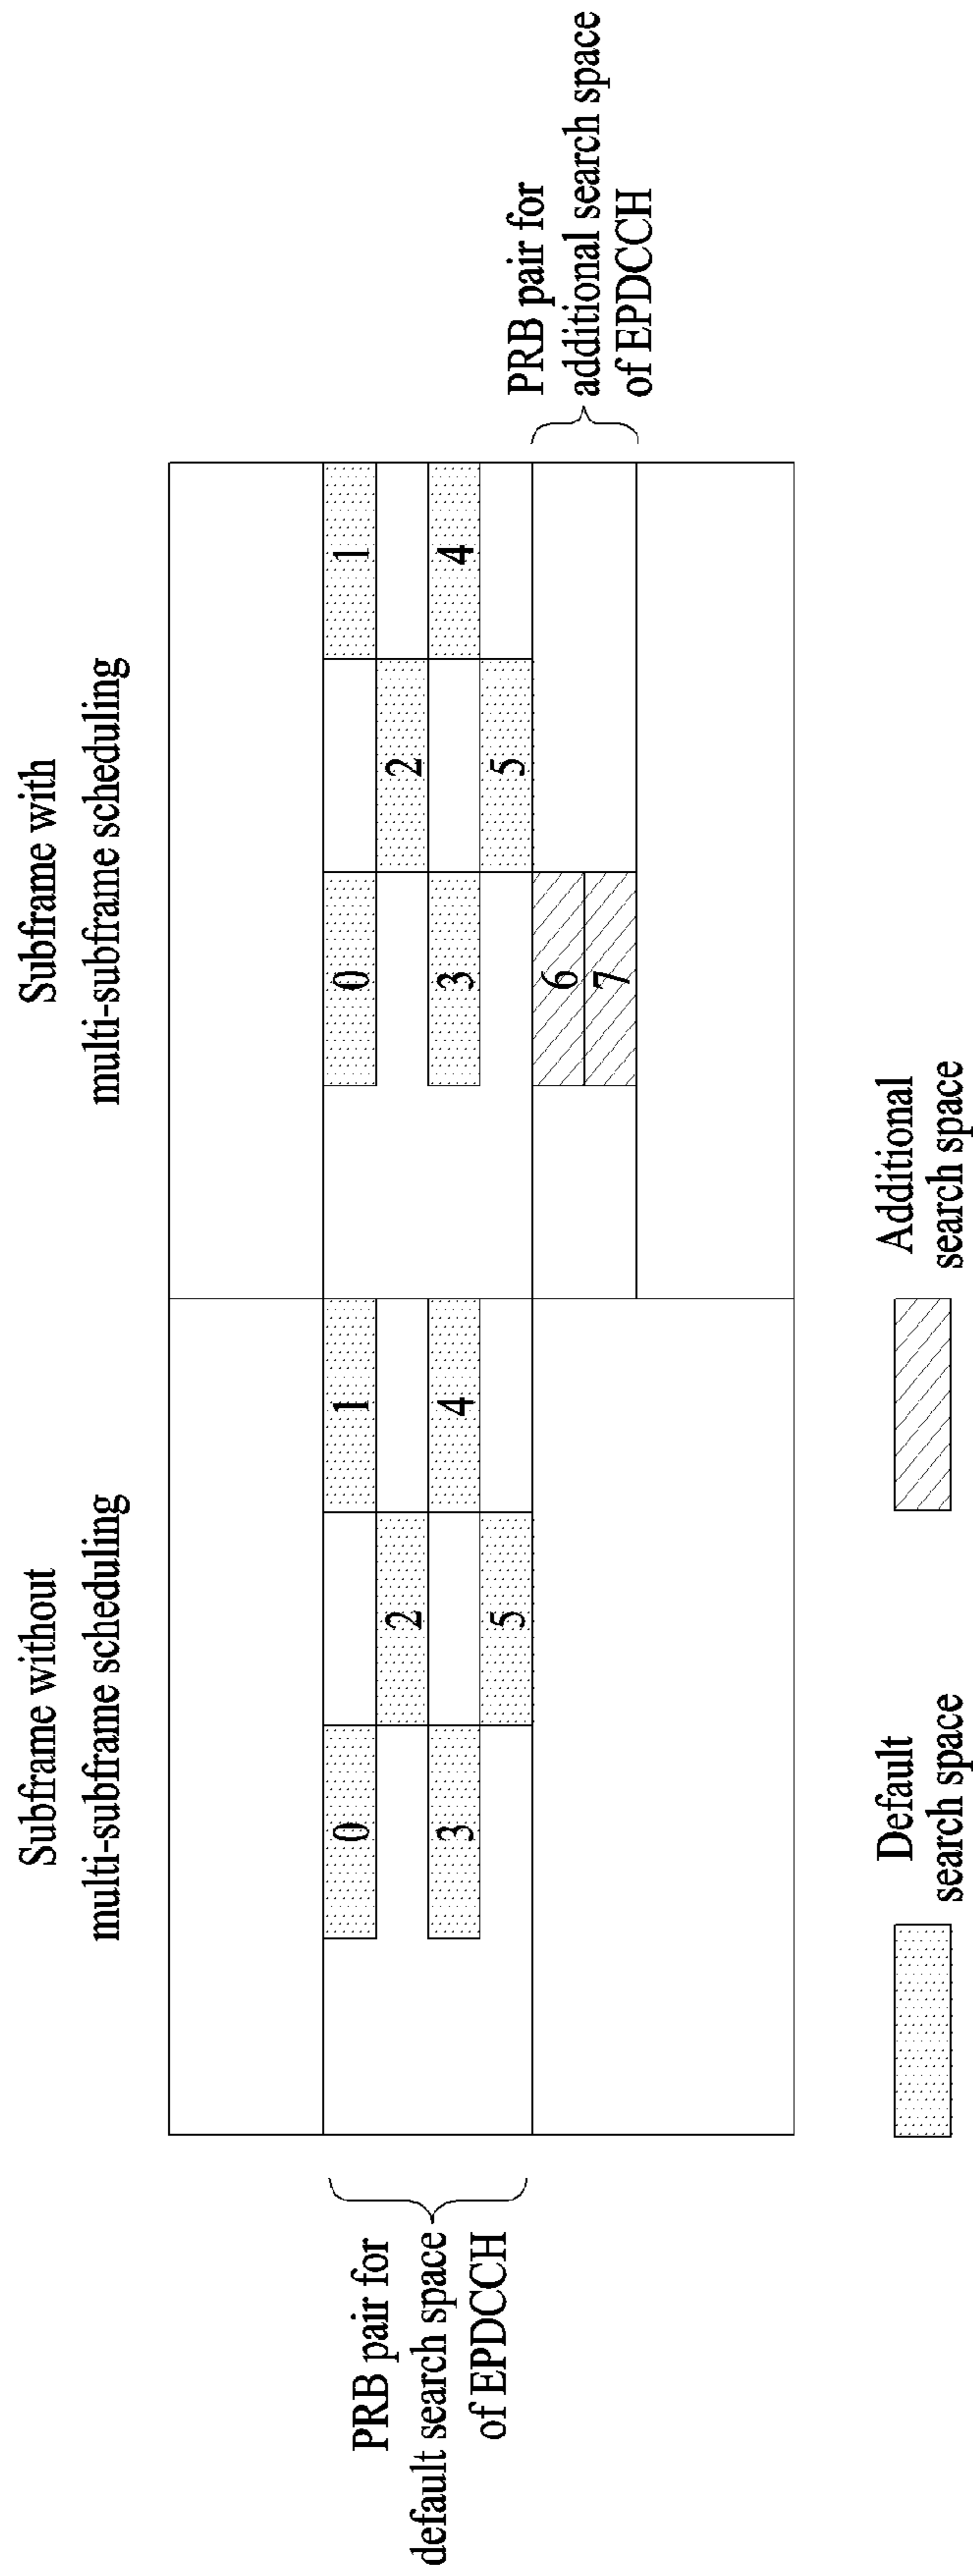 Subframe without
multi-subframe scheduling
Subframe with
multi-subframe scheduling
PRB pair for
default search space
of EPDCCH
0
1
2
3
4
5
0
1
2
3
4
5
6
7
PRB pair for
additional search space
of EPDCCH
Default
search space
Additional
search space